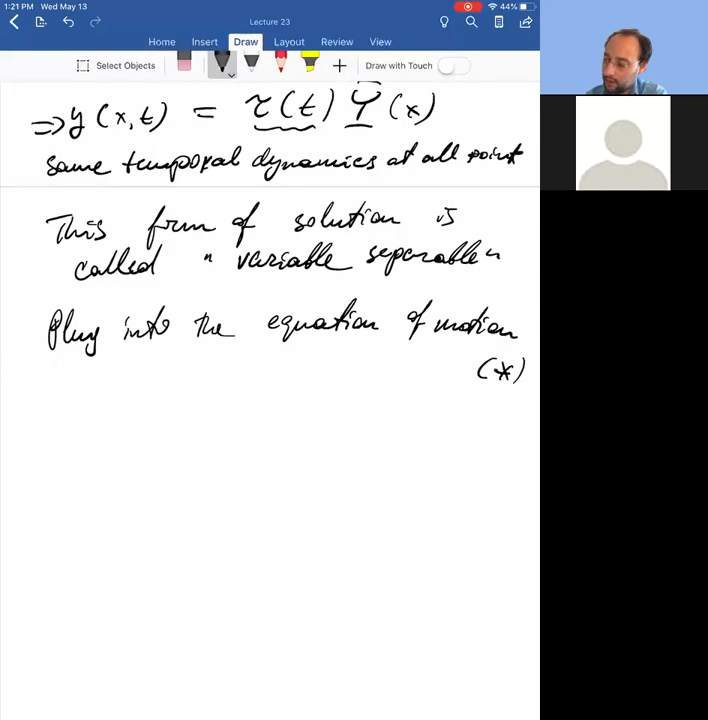 1:21 PM Wed May 13
44%
Lecture 23
Home Insert Draw Layout Review View
Select Objects
Draw with Touch
⇒ y (x, t) = τ(t) Y (x)
same temporal dynamics at all point
This form of solution is
called " variable separable "
Plug into the equation of motion
(*)